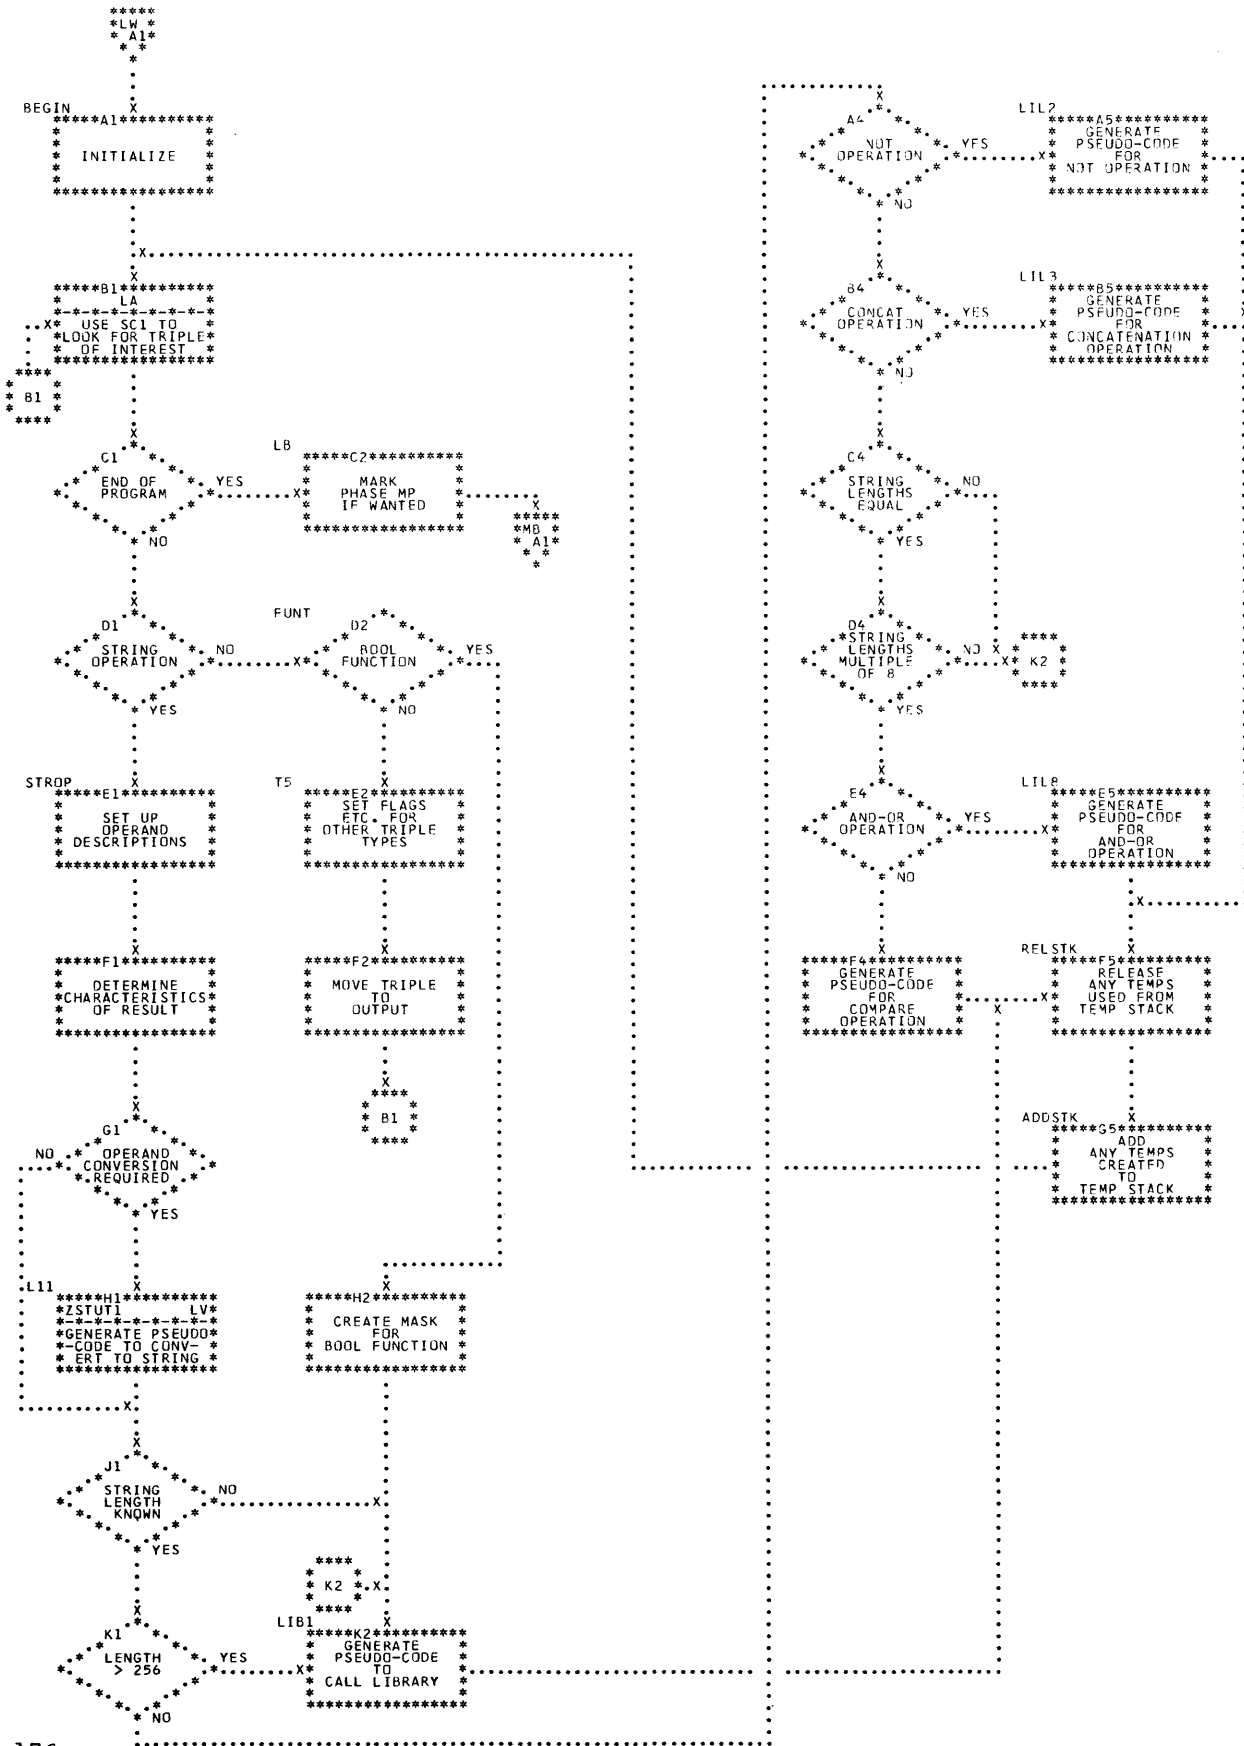 LW
A1
BEGIN
A1
INITIALIZE
B1
LA
USE SC1 TO
LOOK FOR TRIPLE
OF INTEREST
B1
C1
END OF
PROGRAM
YES
NO
LB
C2
MARK
PHASE MP
IF WANTED
MB
A1
D1
STRING
OPERATION
NO
YES
FUNT
D2
BOOL
FUNCTION
YES
NO
STROP
E1
SET UP
OPERAND
DESCRIPTIONS
T5
E2
SET FLAGS
ETC. FOR
OTHER TRIPLE
TYPES
F1
DETERMINE
CHARACTERISTICS
OF RESULT
F2
MOVE TRIPLE
TO
OUTPUT
B1
G1
OPERAND
CONVERSION
REQUIRED
NO
YES
L11
H1
ZSTUT1 LV
GENERATE PSEUDO
-CODE TO CONV-
ERT TO STRING
H2
CREATE MASK
FOR
BOOL FUNCTION
J1
STRING
LENGTH
KNOWN
NO
YES
K2
K1
LENGTH
> 256
YES
NO
LIB1
K2
GENERATE
PSEUDO-CODE
TO
CALL LIBRARY
A4
NOT
OPERATION
YES
NO
LIL2
A5
GENERATE
PSEUDO-CODE
FOR
NOT OPERATION
B4
CONCAT
OPERATION
YES
NO
LIL3
B5
GENERATE
PSEUDO-CODE
FOR
CONCATENATION
OPERATION
C4
STRING
LENGTHS
EQUAL
NO
YES
D4
STRING
LENGTHS
MULTIPLE
OF 8
NO
YES
K2
E4
AND-OR
OPERATION
YES
NO
LIL8
E5
GENERATE
PSEUDO-CODE
FOR
AND-OR
OPERATION
F4
GENERATE
PSEUDO-CODE
FOR
COMPARE
OPERATION
RELSTK
F5
RELEASE
ANY TEMPS
USED FROM
TEMP STACK
ADDSTK
G5
ADD
ANY TEMPS
CREATED
TO
TEMP STACK